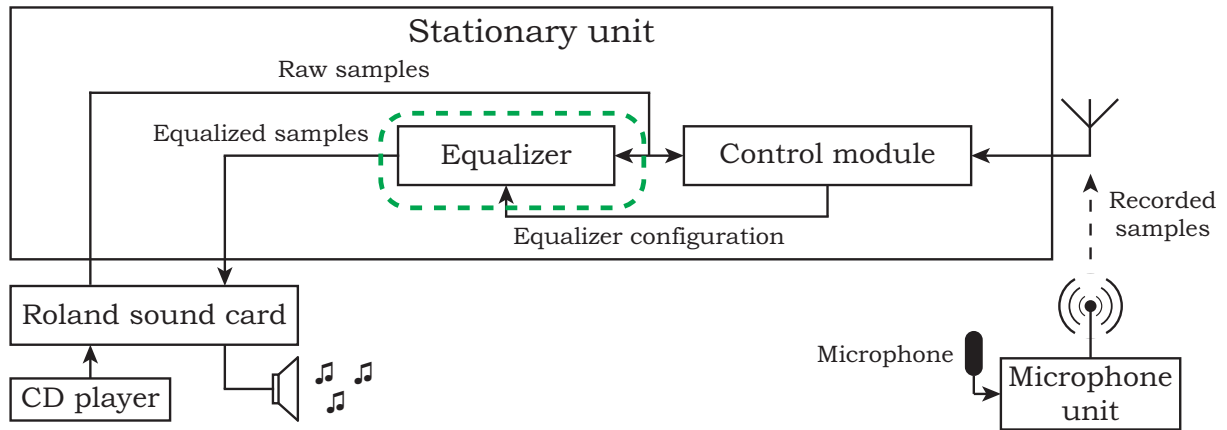 Stationary unit
Raw samples
Equalized samples
Equalizer
Control module
Equalizer configuration
Recorded
samples
Roland sound card
CD player
Microphone
Microphone
unit